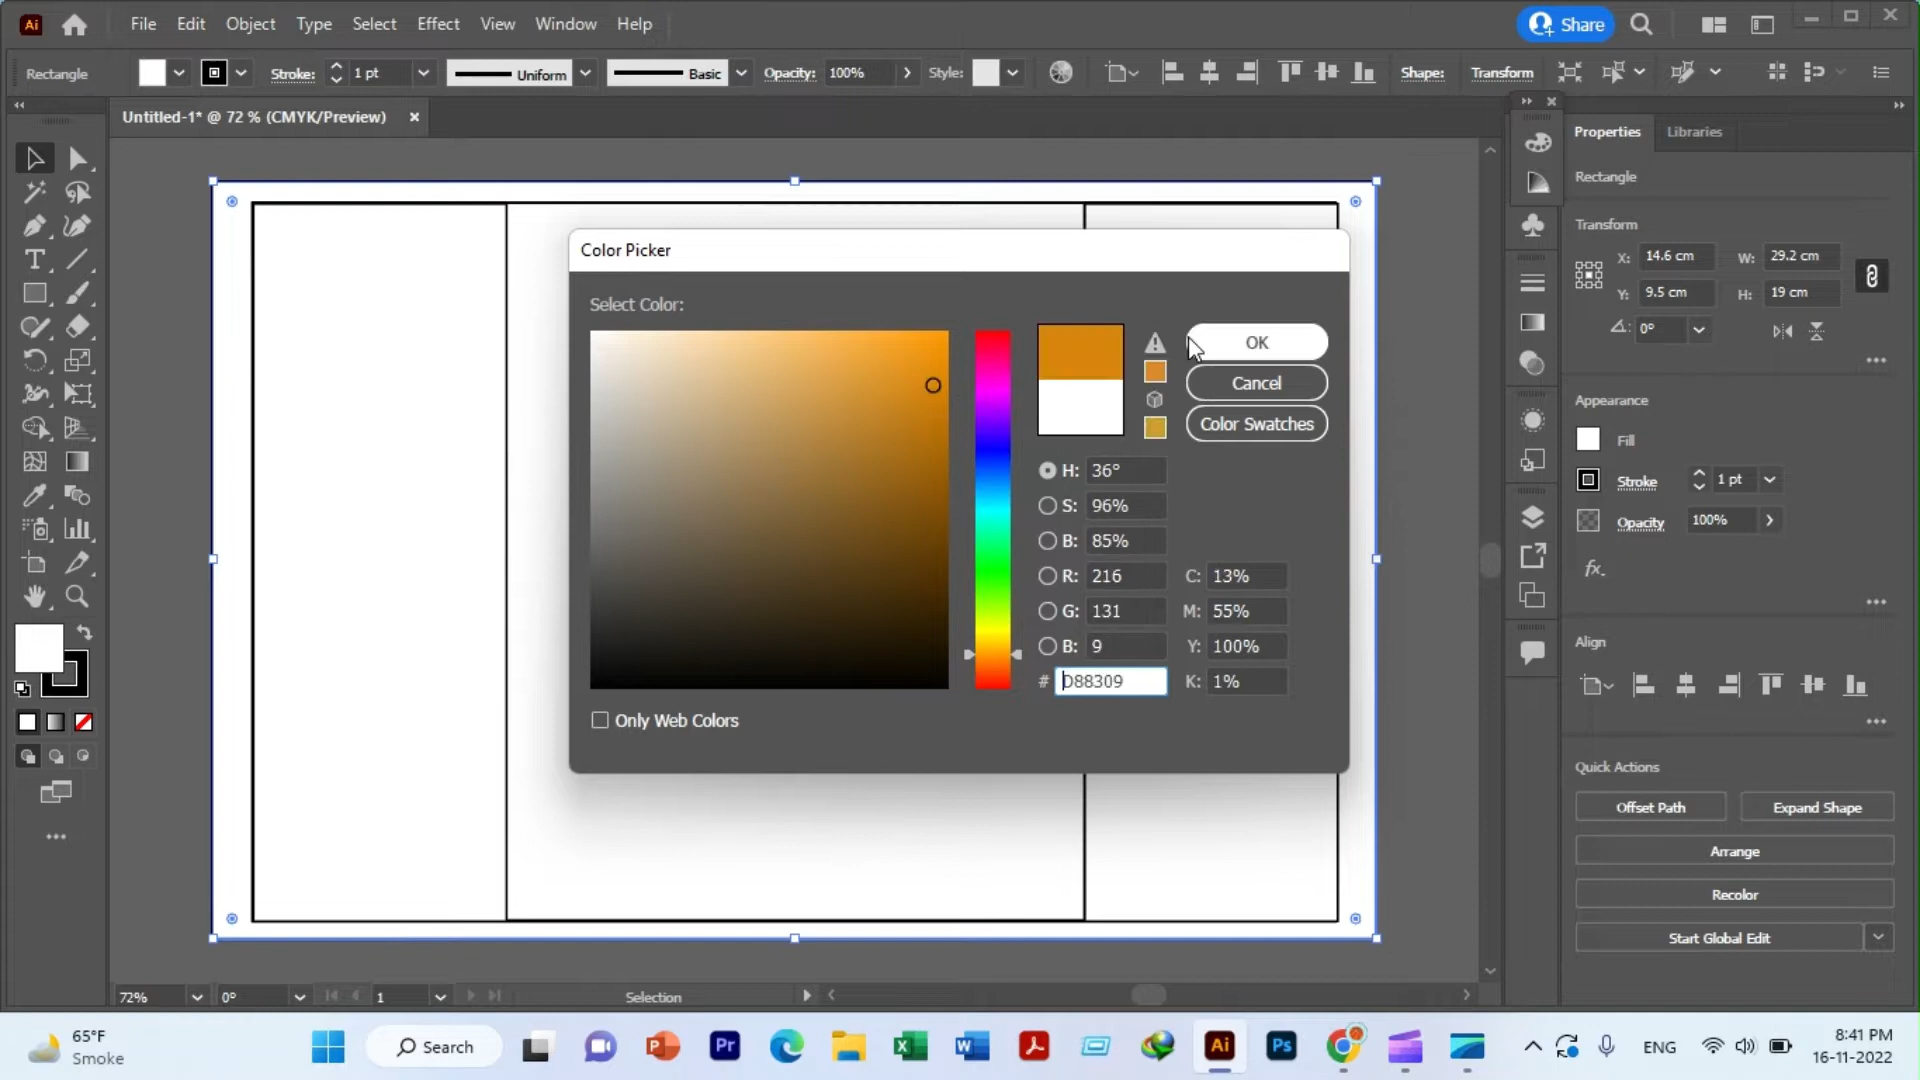 Ai File Edit Object Type Select Effect View Window Help Share
Rectangle Stroke: 1 pt Uniform Basic Opacity: 100% Style: Shape: Transform
Untitled-1* @ 72 % (CMYK/Preview) ×
Properties Libraries
Rectangle
Transform
X: 14.6 cm W: 29.2 cm
Y: 9.5 cm H: 19 cm
0°
Appearance
Fill
Stroke 1 pt
Opacity 100%
fx.
Align
Quick Actions
Offset Path Expand Shape
Arrange
Recolor
Start Global Edit
Color Picker
Select Color:
OK
Cancel
Color Swatches
H: 36°
S: 96%
B: 85%
R: 216 C: 13%
G: 131 M: 55%
B: 9 Y: 100%
# D88309 K: 1%
Only Web Colors
72% 0° 1 Selection
65°F
Smoke
Search
Pr
Ai
Ps
ENG
8:41 PM
16-11-2022